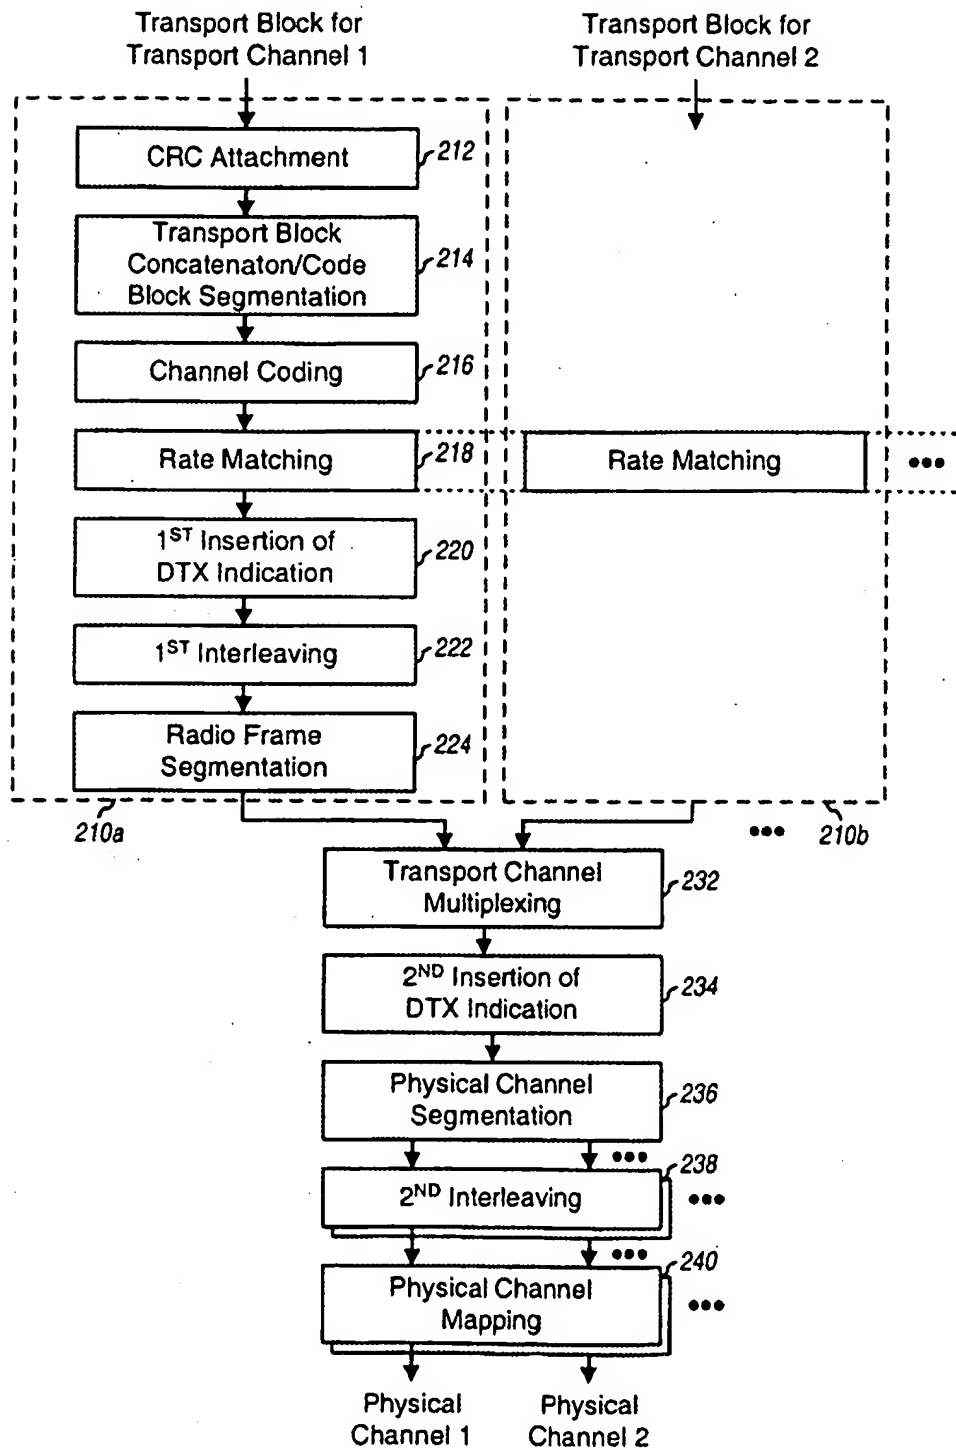 Transport Block for
Transport Channel 1
Transport Block for
Transport Channel 2
CRC Attachment
212
Transport Block
Concatenaton/Code
Block Segmentation
214
Channel Coding
216
Rate Matching
218
Rate Matching
•••
1ST Insertion of
DTX Indication
220
1ST Interleaving
222
Radio Frame
Segmentation
224
210a
•••
210b
Transport Channel
Multiplexing
232
2ND Insertion of
DTX Indication
234
Physical Channel
Segmentation
236
•••
238
2ND Interleaving
•••
•••
240
Physical Channel
Mapping
•••
Physical
Channel 1
Physical
Channel 2